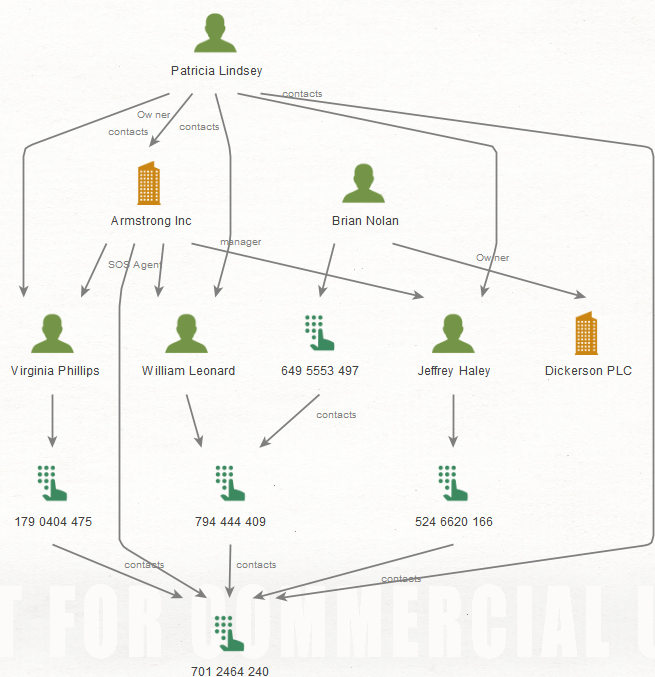 Patricia Lindsey
contacts
Owner
contacts
contacts
Armstrong Inc
Brian Nolan
manager
SOS Agent
Owner
Virginia Phillips
William Leonard
649 5553 497
Jeffrey Haley
Dickerson PLC
contacts
179 0404 475
794 444 409
524 6620 166
contacts
contacts
contacts
T FOR COMMERCIAL U
701 2464 240